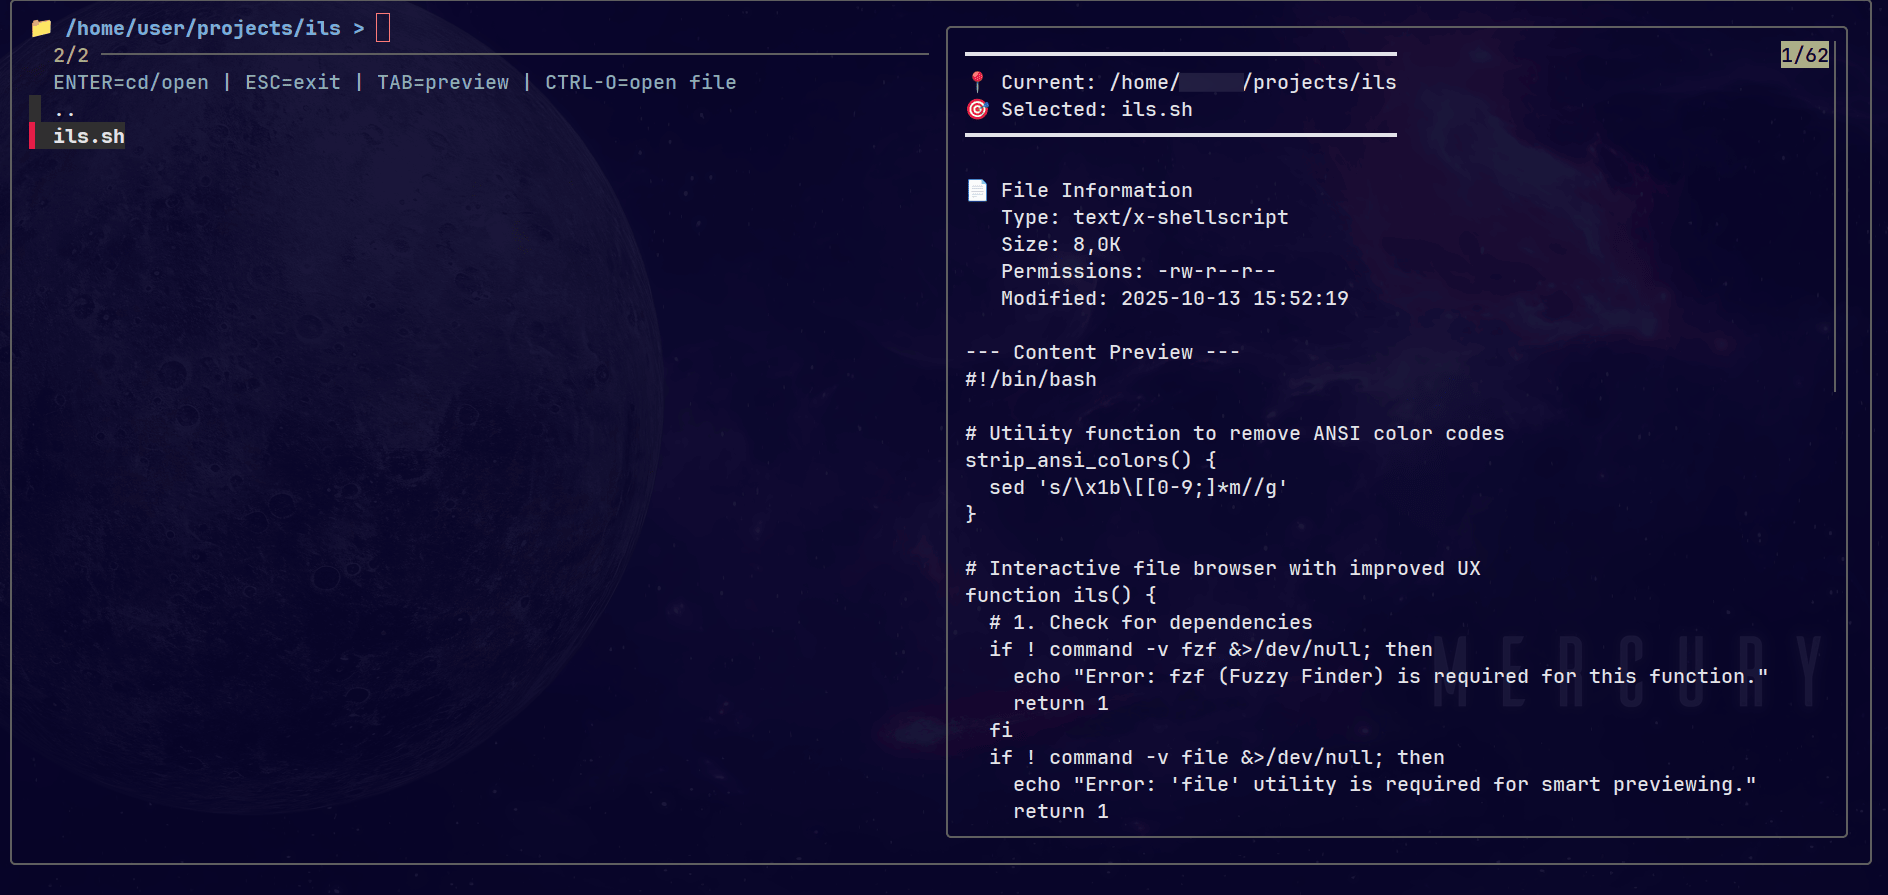 📁 /home/user/projects/ils >
2/2
ENTER=cd/open | ESC=exit | TAB=preview | CTRL-O=open file
..
ils.sh
1/62
📍 Current: /home/ /projects/ils
🎯 Selected: ils.sh
📄 File Information
Type: text/x-shellscript
Size: 8,0K
Permissions: -rw-r--r--
Modified: 2025-10-13 15:52:19
--- Content Preview ---
#!/bin/bash
# Utility function to remove ANSI color codes
strip_ansi_colors() {
  sed 's/\x1b\[[0-9;]*m//g'
}
# Interactive file browser with improved UX
function ils() {
  # 1. Check for dependencies
  if ! command -v fzf &>/dev/null; then
    echo "Error: fzf (Fuzzy Finder) is required for this function."
    return 1
  fi
  if ! command -v file &>/dev/null; then
    echo "Error: 'file' utility is required for smart previewing."
    return 1
MERCURY